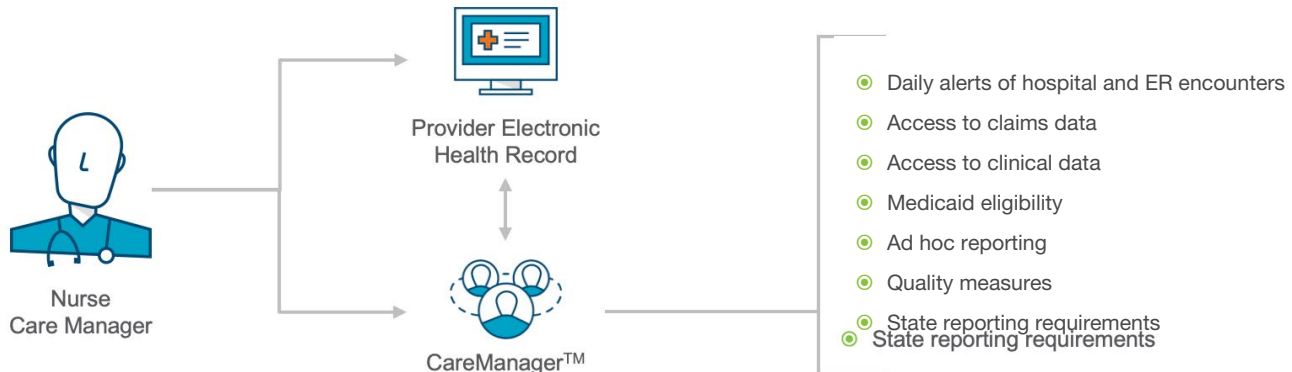 Provider Electronic
Health Record
Nurse
Care Manager
CareManager™
Daily alerts of hospital and ER encounters
Access to claims data
Access to clinical data
Medicaid eligibility
Ad hoc reporting
Quality measures
State reporting requirements
State reporting requirements